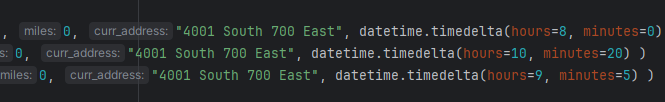 , miles: 0, curr_address: "4001 South 700 East", datetime.timedelta(hours=8, minutes=0)
s: 0, curr_address: "4001 South 700 East", datetime.timedelta(hours=10, minutes=20) )
miles: 0, curr_address: "4001 South 700 East", datetime.timedelta(hours=9, minutes=5) )